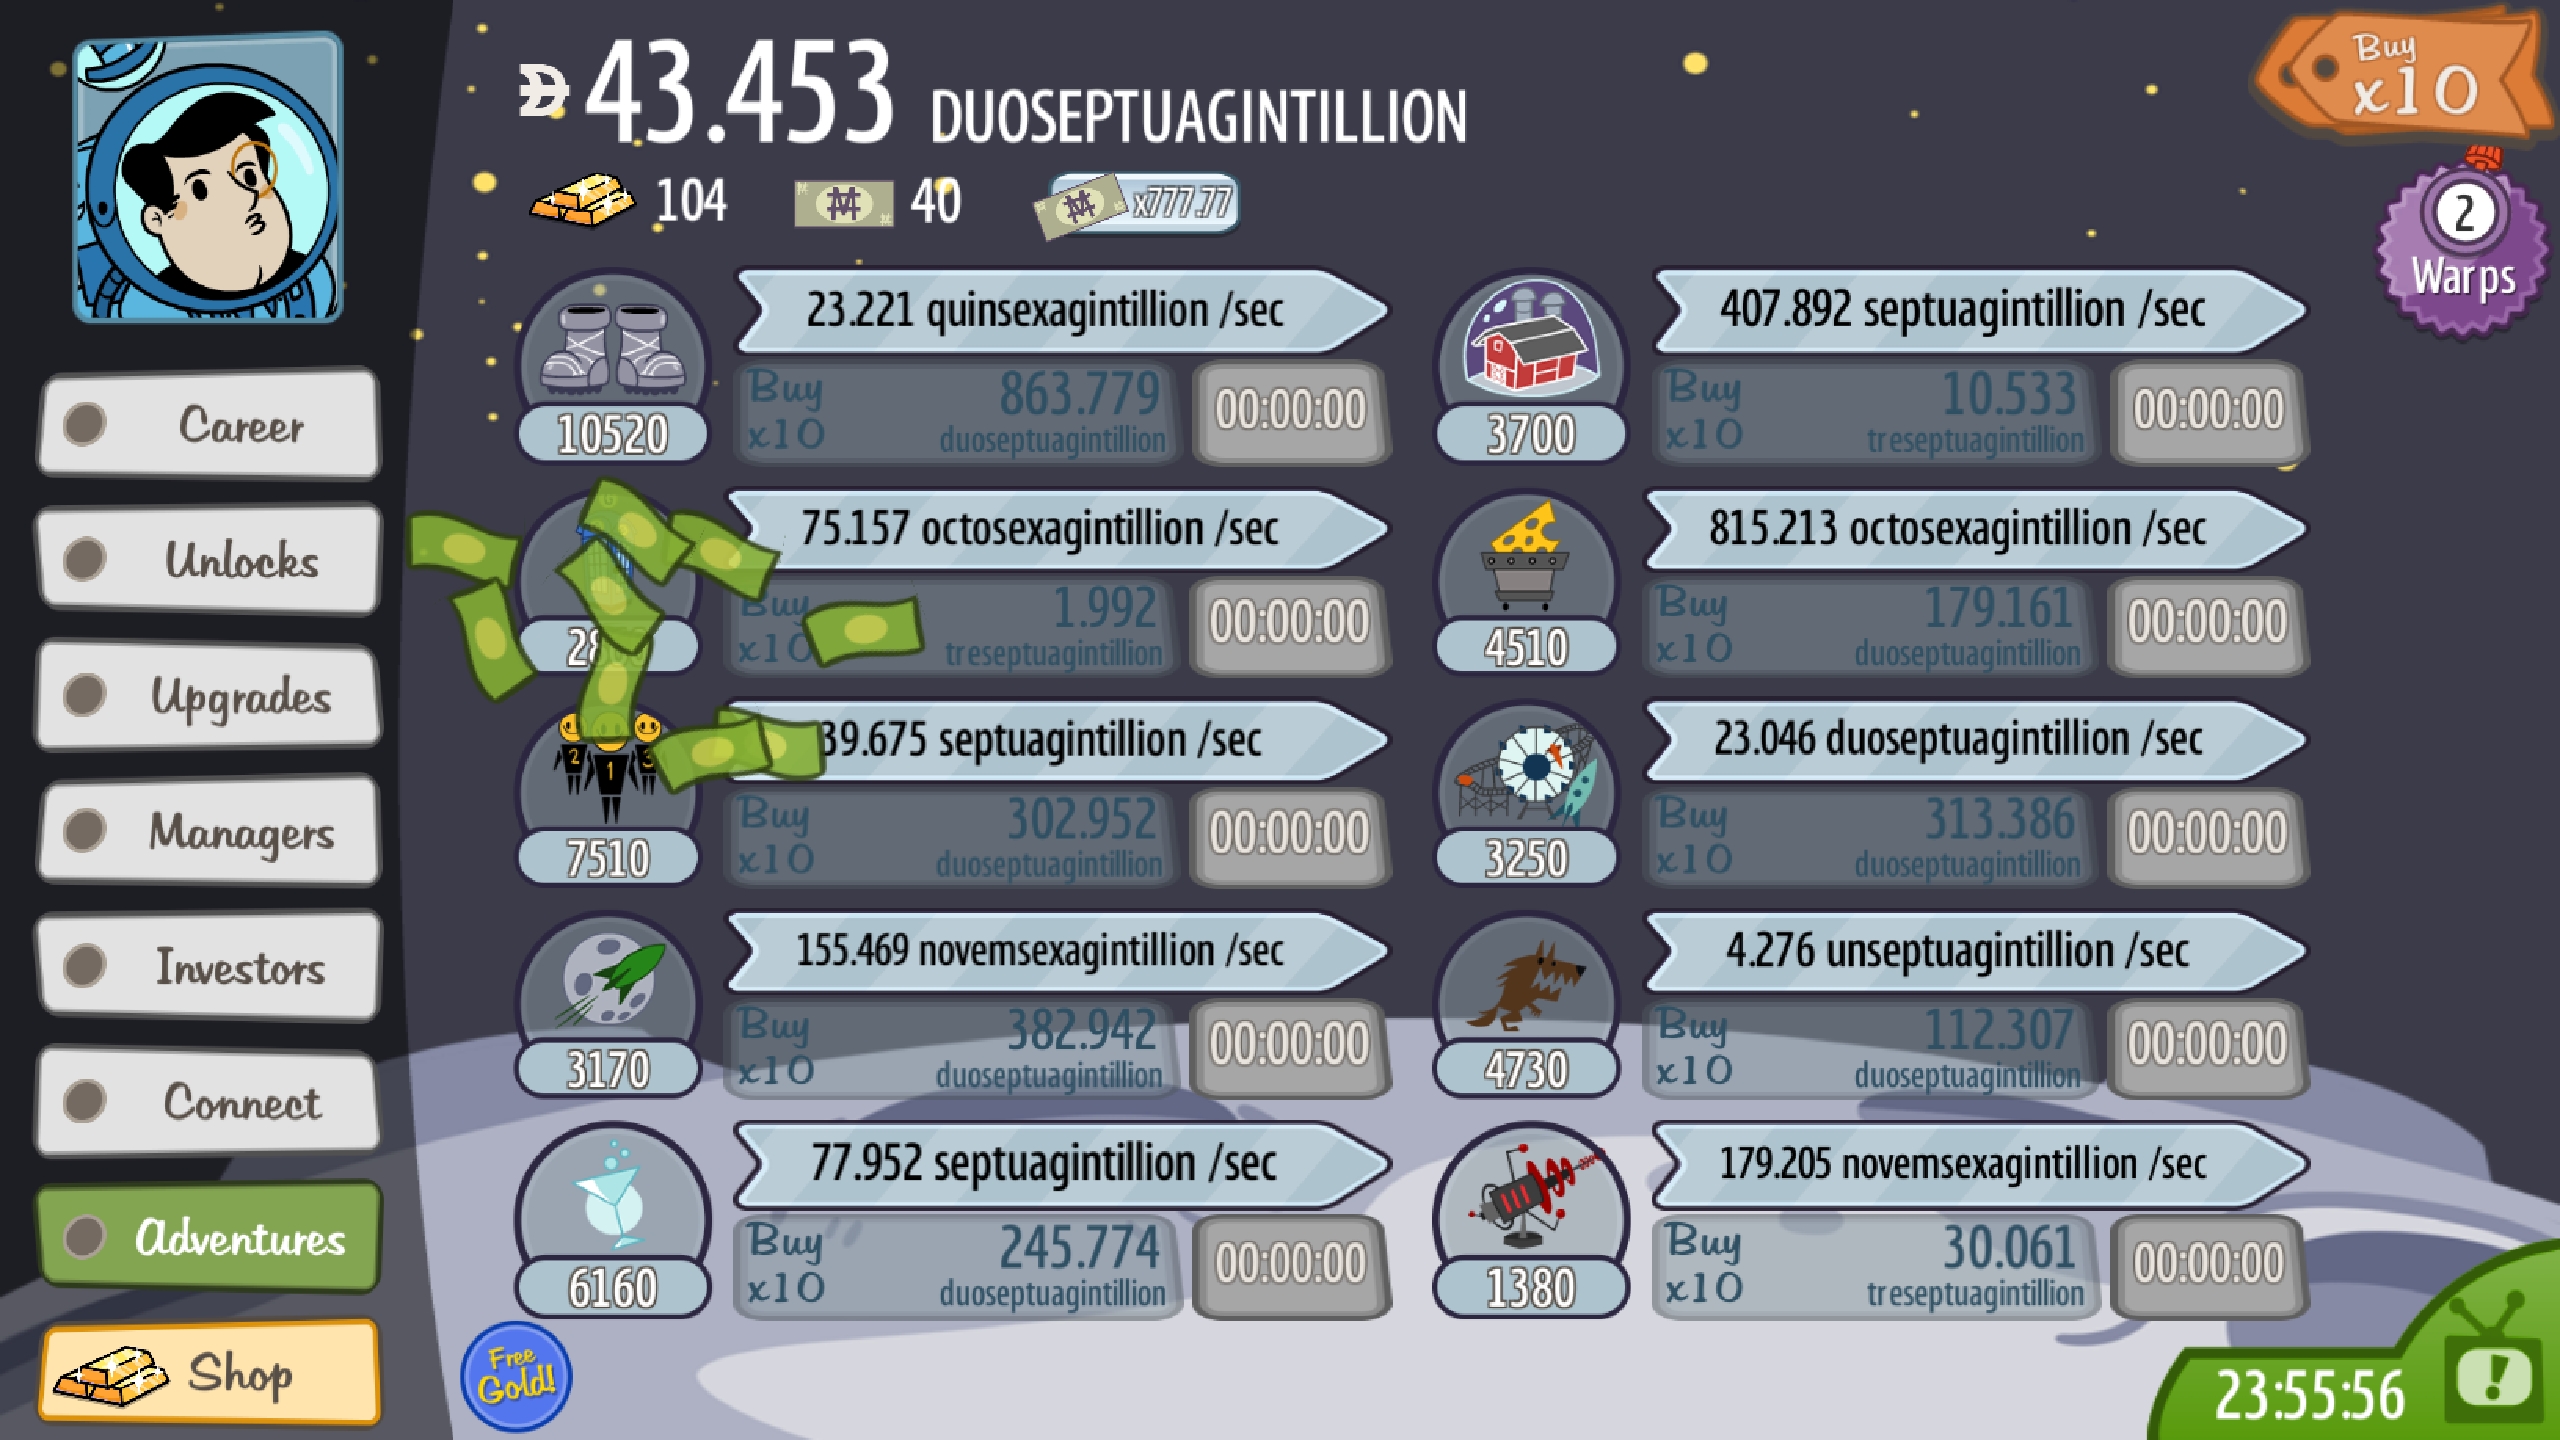 43.453 DUOSEPTUAGINTILLION
Buy
x10
104
40
x777.77
2
Warps
Career
Unlocks
Upgrades
Managers
Investors
Connect
Adventures
Shop
23.221 quinsexagintillion /sec
Buy 863.779
x10 duoseptuagintillion
00:00:00
10520
407.892 septuagintillion /sec
Buy 10.533
x10 treseptuagintillion
00:00:00
3700
75.157 octosexagintillion /sec
Buy 1.992
x10 treseptuagintillion
00:00:00
815.213 octosexagintillion /sec
Buy 179.161
x10 duoseptuagintillion
00:00:00
4510
39.675 septuagintillion /sec
2 1 3
Buy 302.952
x10 duoseptuagintillion
00:00:00
7510
23.046 duoseptuagintillion /sec
Buy 313.386
x10 duoseptuagintillion
00:00:00
3250
155.469 novemsexagintillion /sec
Buy 382.942
x10 duoseptuagintillion
00:00:00
3170
4.276 unseptuagintillion /sec
Buy 112.307
x10 duoseptuagintillion
00:00:00
4730
77.952 septuagintillion /sec
Buy 245.774
x10 duoseptuagintillion
00:00:00
6160
179.205 novemsexagintillion /sec
Buy 30.061
x10 treseptuagintillion
00:00:00
1380
Free
Gold!
23:55:56